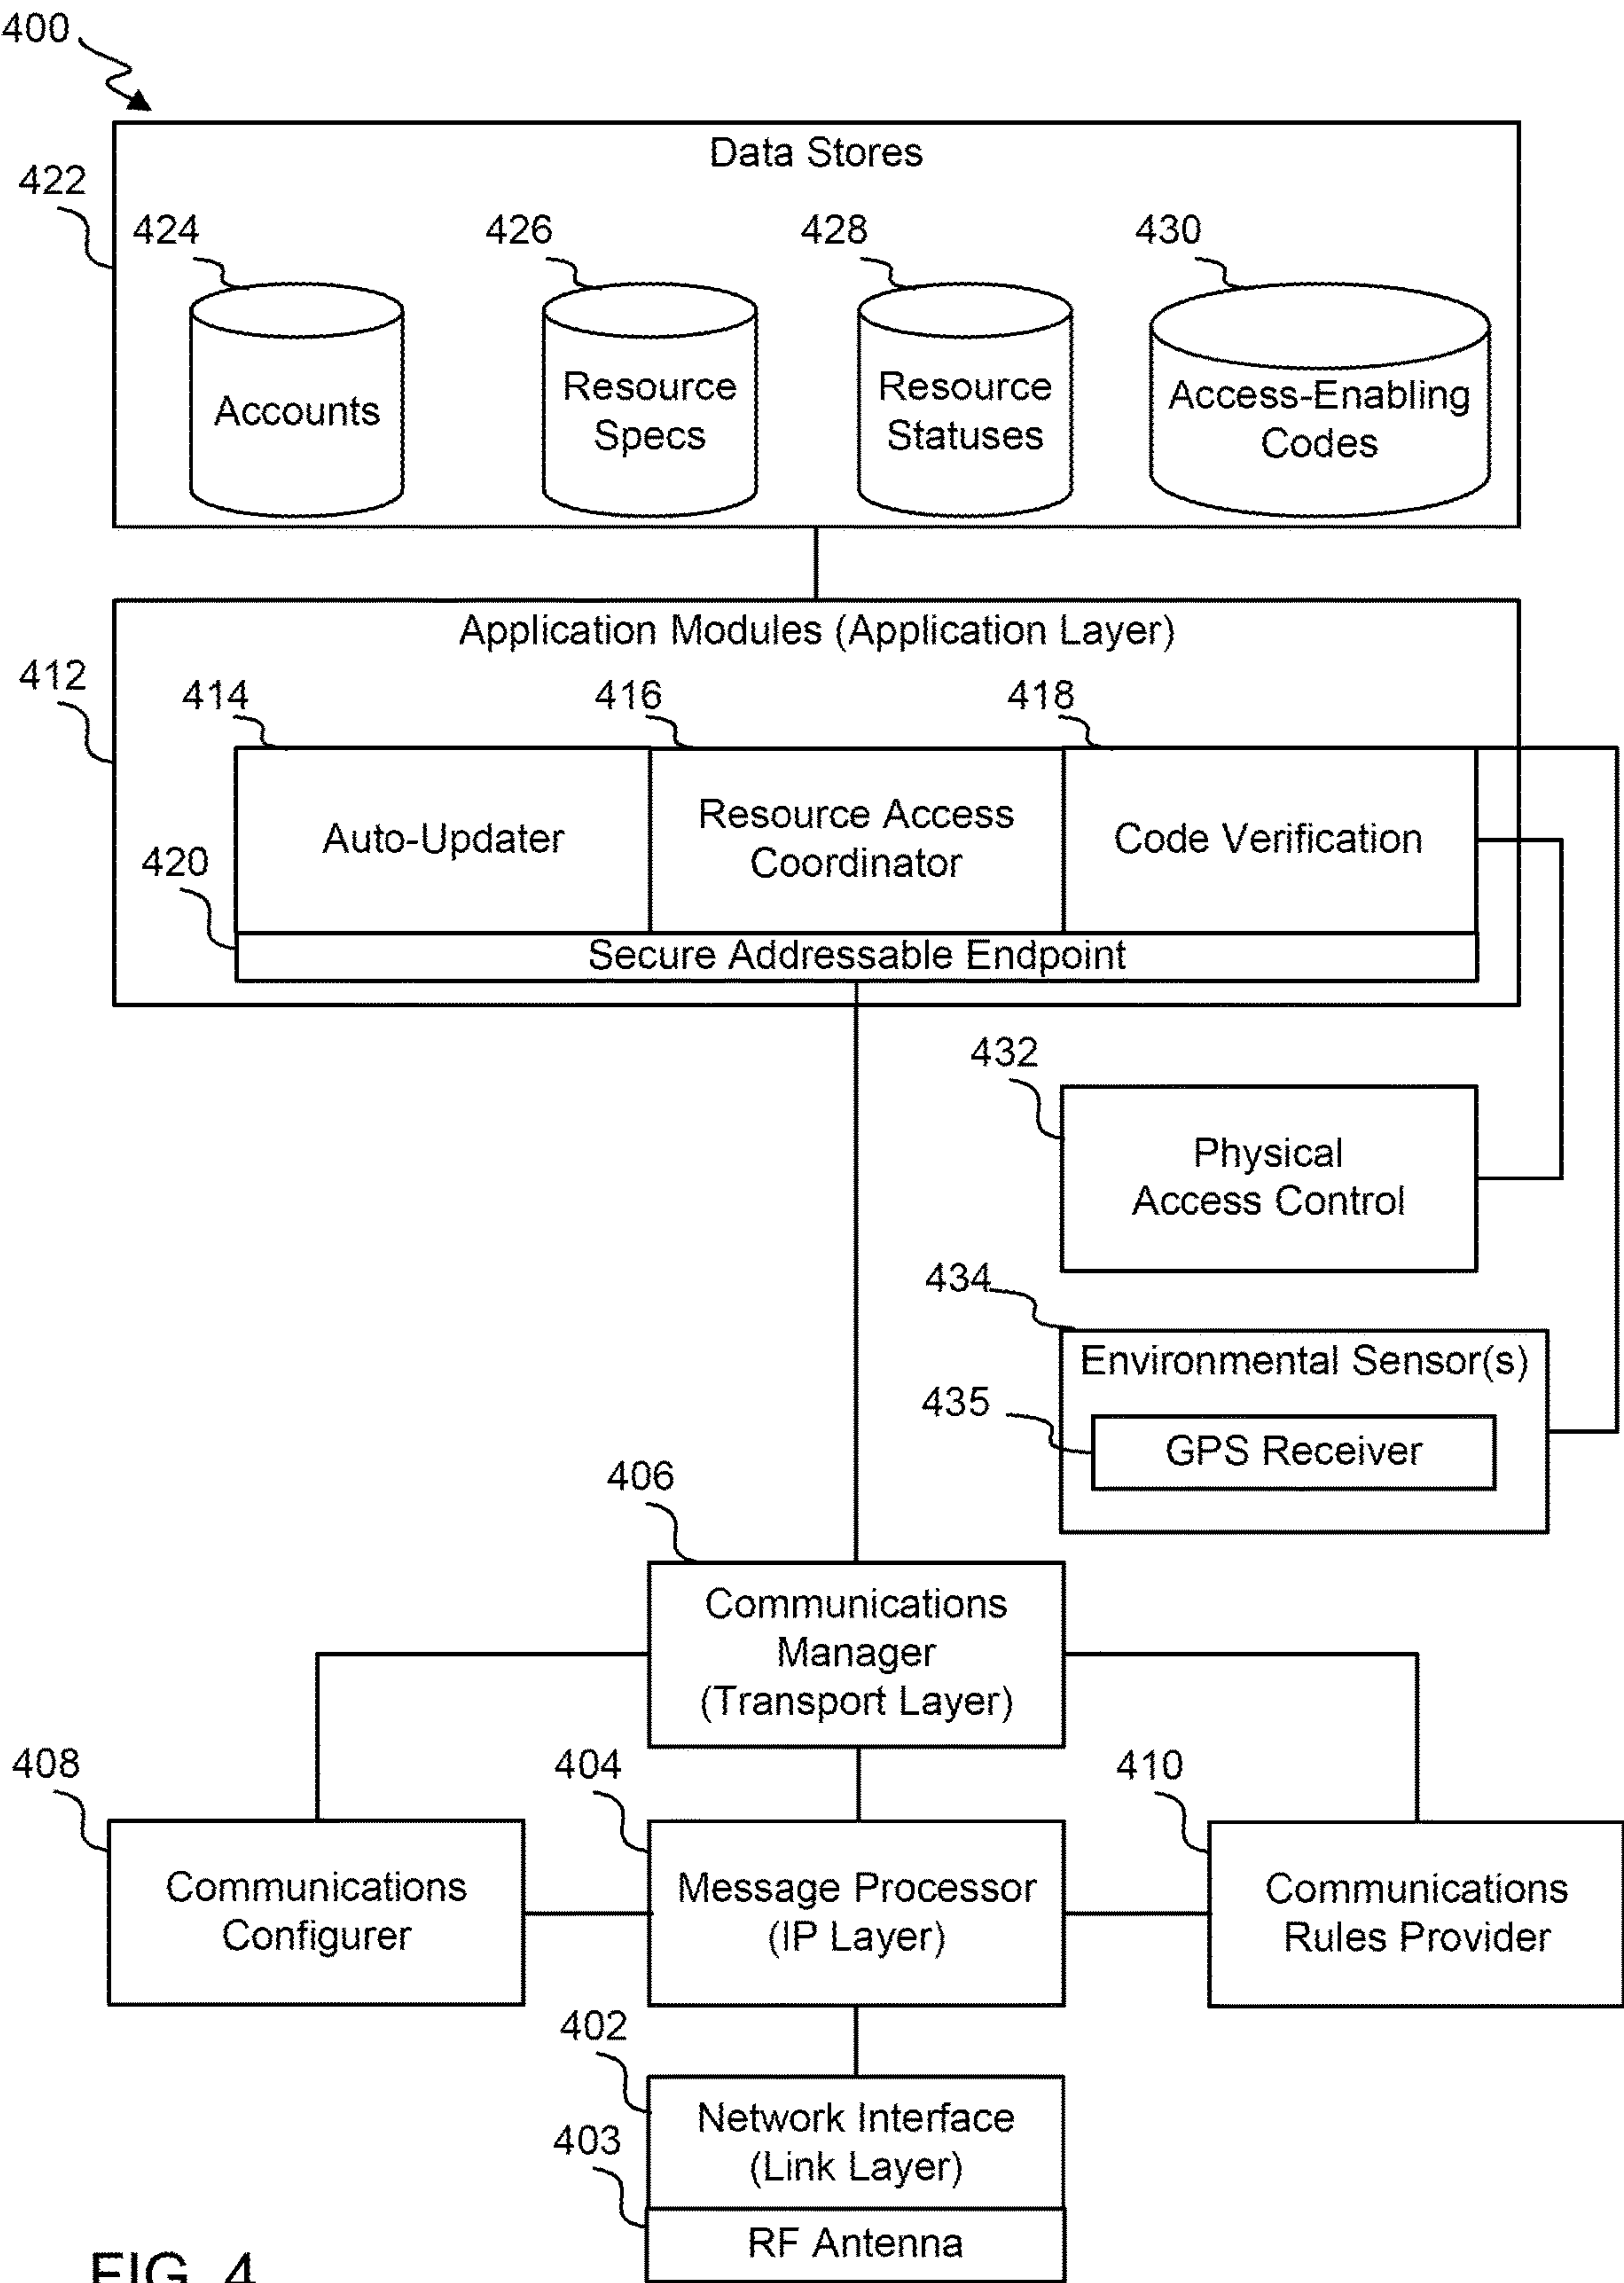 400
Data Stores
422
424
426
428
430
Accounts
Resource
Specs
Resource
Statuses
Access-Enabling
Codes
Application Modules (Application Layer)
412
414
416
418
Auto-Updater
Resource Access
Coordinator
Code Verification
420
Secure Addressable Endpoint
432
Physical
Access Control
434
Environmental Sensor(s)
435
GPS Receiver
406
Communications
Manager
(Transport Layer)
408
404
410
Communications
Configurer
Message Processor
(IP Layer)
Communications
Rules Provider
402
Network Interface
(Link Layer)
403
RF Antenna
FIG. 4